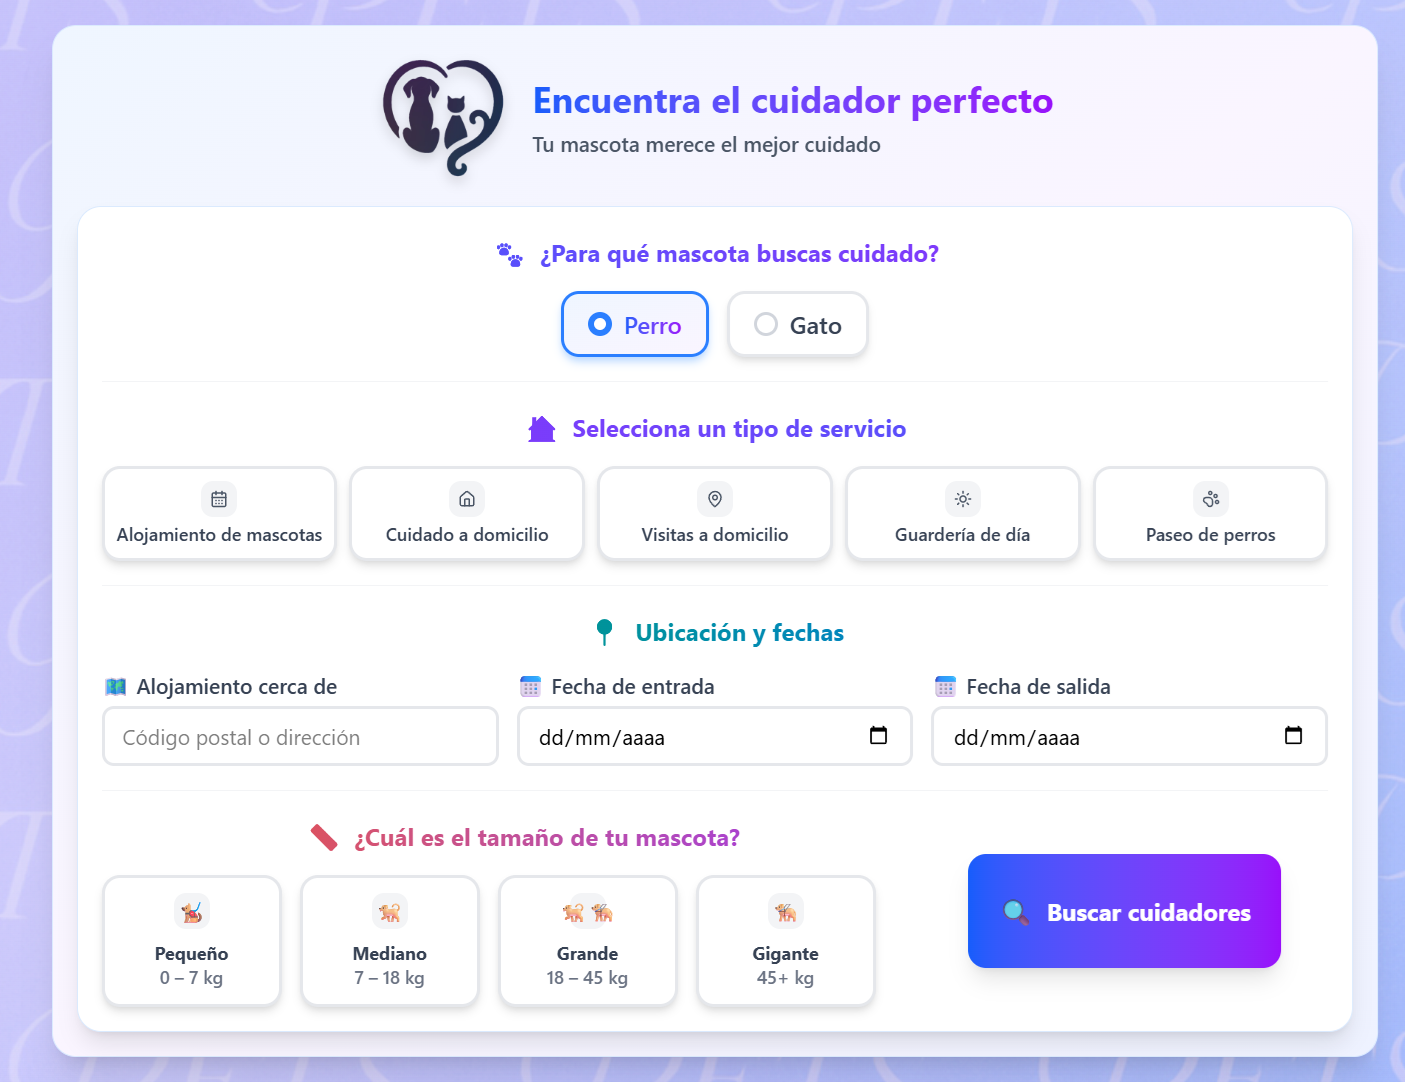 Encuentra el cuidador perfecto
Tu mascota merece el mejor cuidado
¿Para qué mascota buscas cuidado?
Perro
Gato
Selecciona un tipo de servicio
Alojamiento de mascotas
Cuidado a domicilio
Visitas a domicilio
Guardería de día
Paseo de perros
Ubicación y fechas
Alojamiento cerca de
Fecha de entrada
Fecha de salida
Código postal o dirección
dd/mm/aaaa
dd/mm/aaaa
¿Cuál es el tamaño de tu mascota?
Pequeño
0 – 7 kg
Mediano
7 – 18 kg
Grande
18 – 45 kg
Gigante
45+ kg
Buscar cuidadores